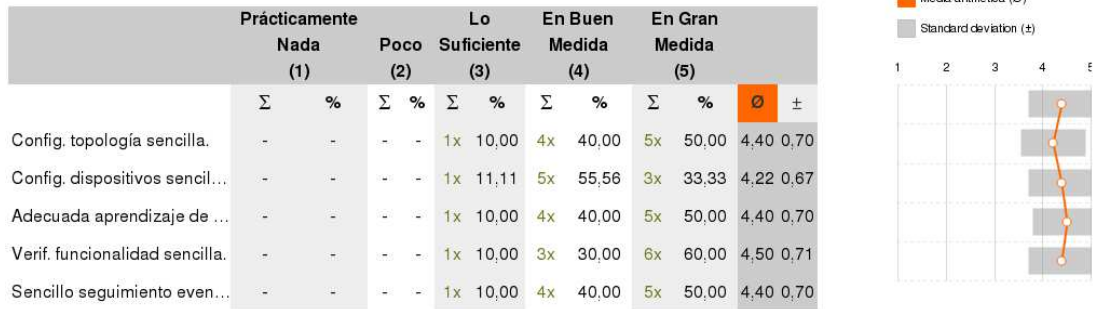 Media aritmética (Ø)
Standard deviation (±)
Prácticamente Nada (1) Poco (2) Lo Suficiente (3) En Buen Medida (4) En Gran Medida (5)
Σ % Σ % Σ % Σ % Σ % Ø ±
Config. topología sencilla. - - - - 1x 10,00 4x 40,00 5x 50,00 4,40 0,70
Config. dispositivos sencil... - - - - 1x 11,11 5x 55,56 3x 33,33 4,22 0,67
Adecuada aprendizaje de ... - - - - 1x 10,00 4x 40,00 5x 50,00 4,40 0,70
Verif. funcionalidad sencilla. - - - - 1x 10,00 3x 30,00 6x 60,00 4,50 0,71
Sencillo seguimiento even... - - - - 1x 10,00 4x 40,00 5x 50,00 4,40 0,70
1 2 3 4 5